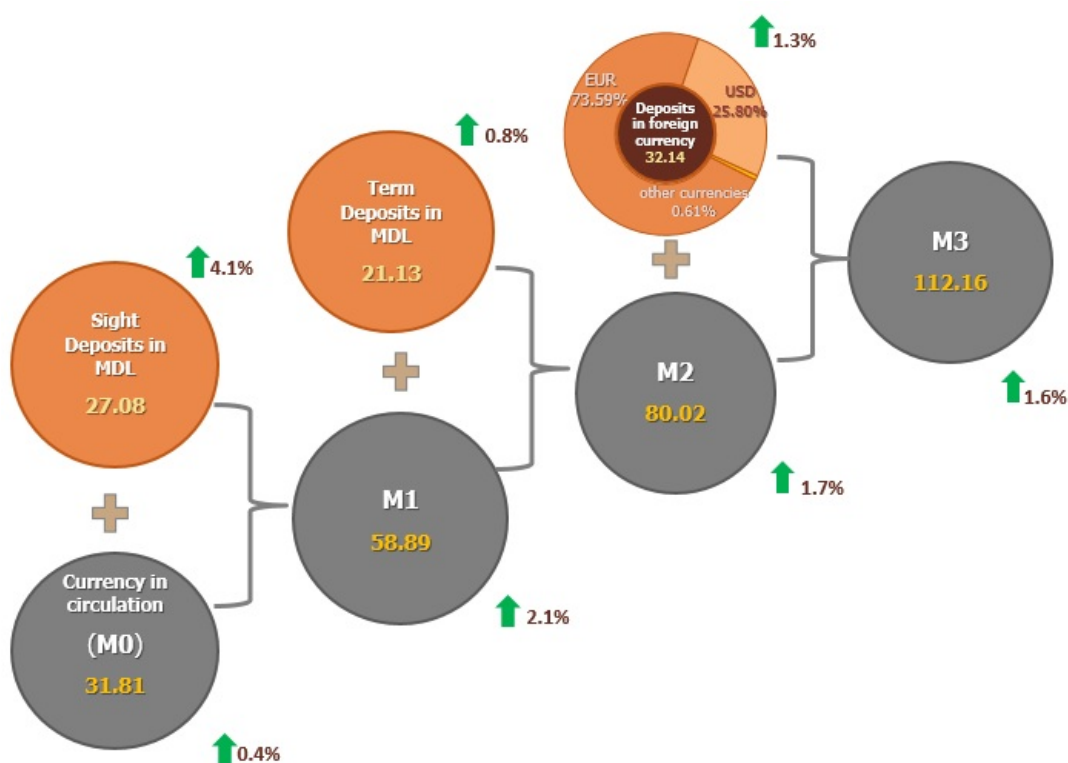 1.3%
EUR
73.59%
USD
25.80%
Deposits
in foreign
currency
32.14
other currencies
0.61%
0.8%
Term
Deposits in
MDL
21.13
M3
112.16
4.1%
Sight
Deposits in
MDL
27.08
M2
80.02
1.6%
M1
58.89
1.7%
Currency in
circulation
(M0)
31.81
2.1%
0.4%